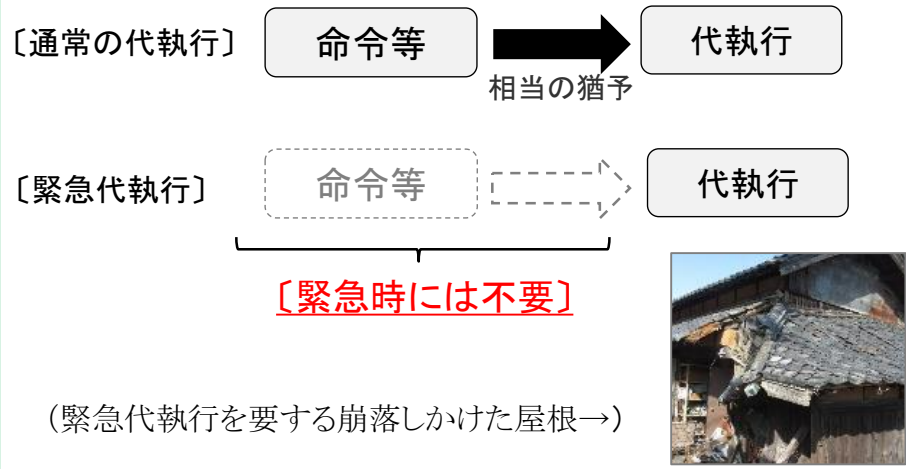 〔通常の代執行〕 命令等 代執行
相当の猶予
〔緊急代執行〕 命令等 代執行
〔緊急時には不要〕
（緊急代執行を要する崩落しかけた屋根→）